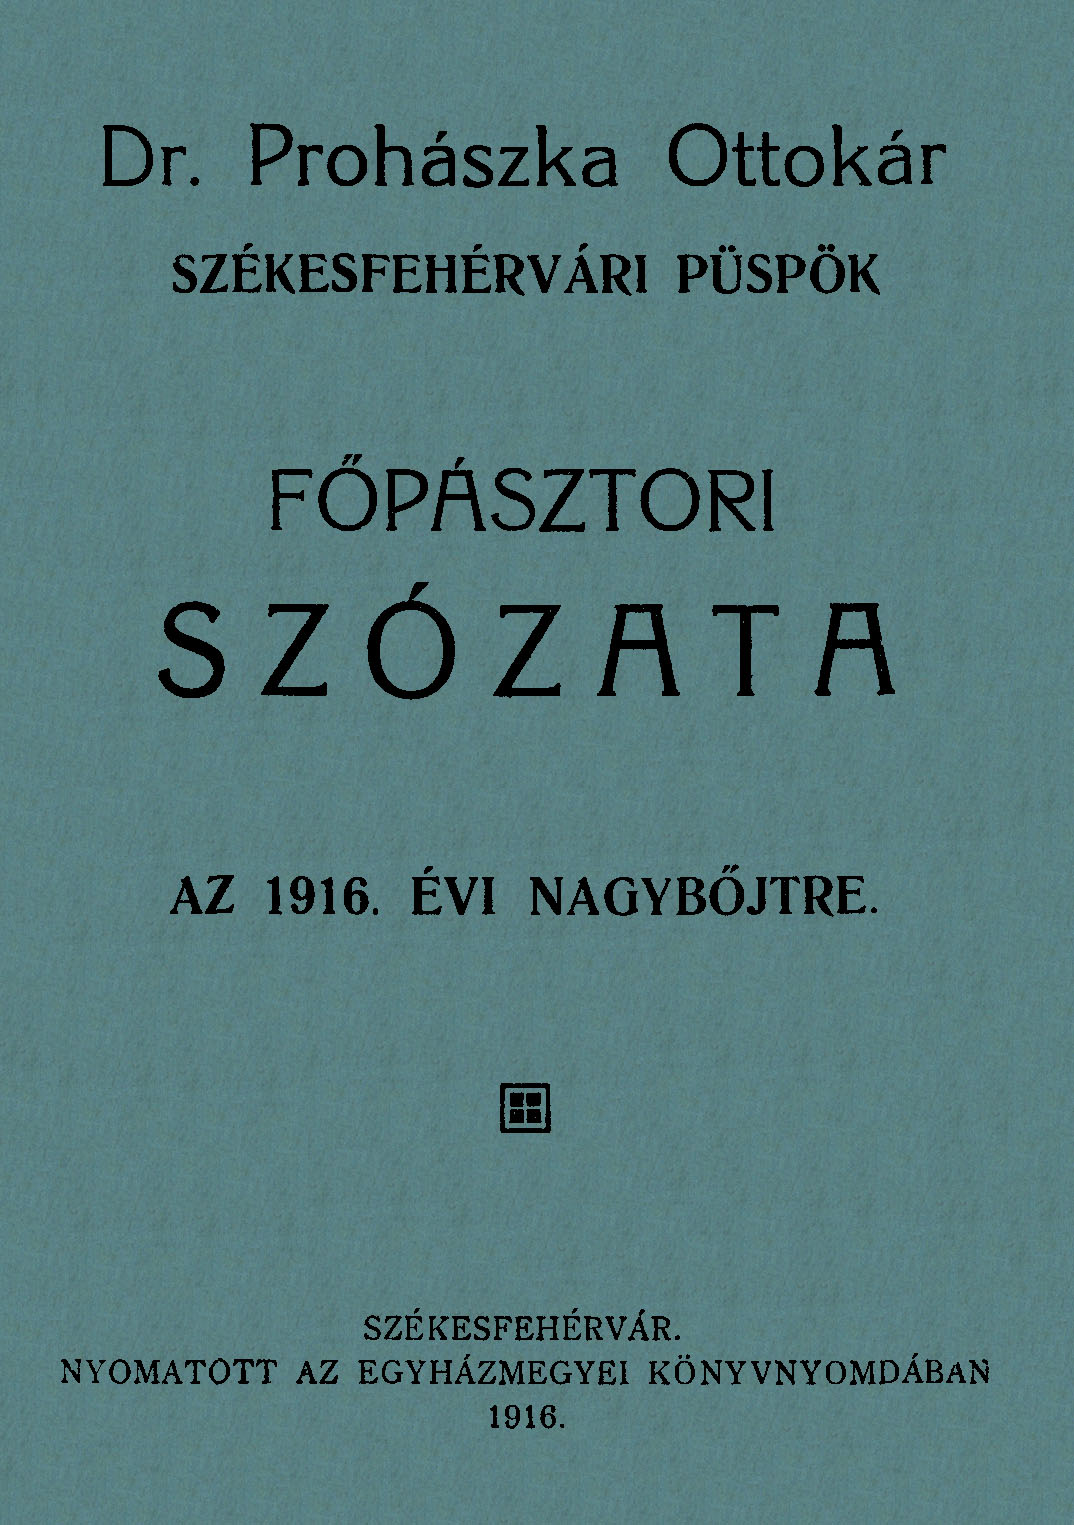 Dr. Prohászka Ottokár
SZÉKESFEHÉRVÁRI PÜSPÖK
FŐPÁSZTORI
SZÓZATA
AZ 1916. ÉVI NAGYBŐJTRE.
SZÉKESFEHÉRVÁR.
NYOMATOTT AZ EGYHÁZMEGYEI KÖNYVNYOMDÁBAN
1916.